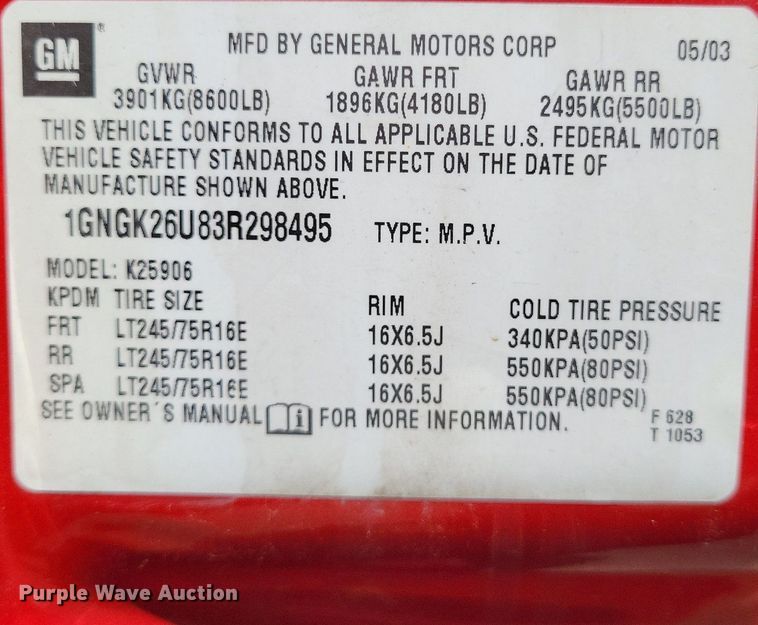 GM ®
MFD BY GENERAL MOTORS CORP 05/03
GVWR GAWR FRT GAWR RR
3901KG(8600LB) 1896KG(4180LB) 2495KG(5500LB)
THIS VEHICLE CONFORMS TO ALL APPLICABLE U.S. FEDERAL MOTOR
VEHICLE SAFETY STANDARDS IN EFFECT ON THE DATE OF
MANUFACTURE SHOWN ABOVE.
1GNGK26U83R298495 TYPE: M.P.V.
MODEL: K25906
KPDM TIRE SIZE RIM COLD TIRE PRESSURE
FRT LT245/75R16E 16X6.5J 340KPA(50PSI)
RR LT245/75R16E 16X6.5J 550KPA(80PSI)
SPA LT245/75R16E 16X6.5J 550KPA(80PSI)
SEE OWNER´S MANUAL i FOR MORE INFORMATION. F 628
T 1053
Purple Wave Auction